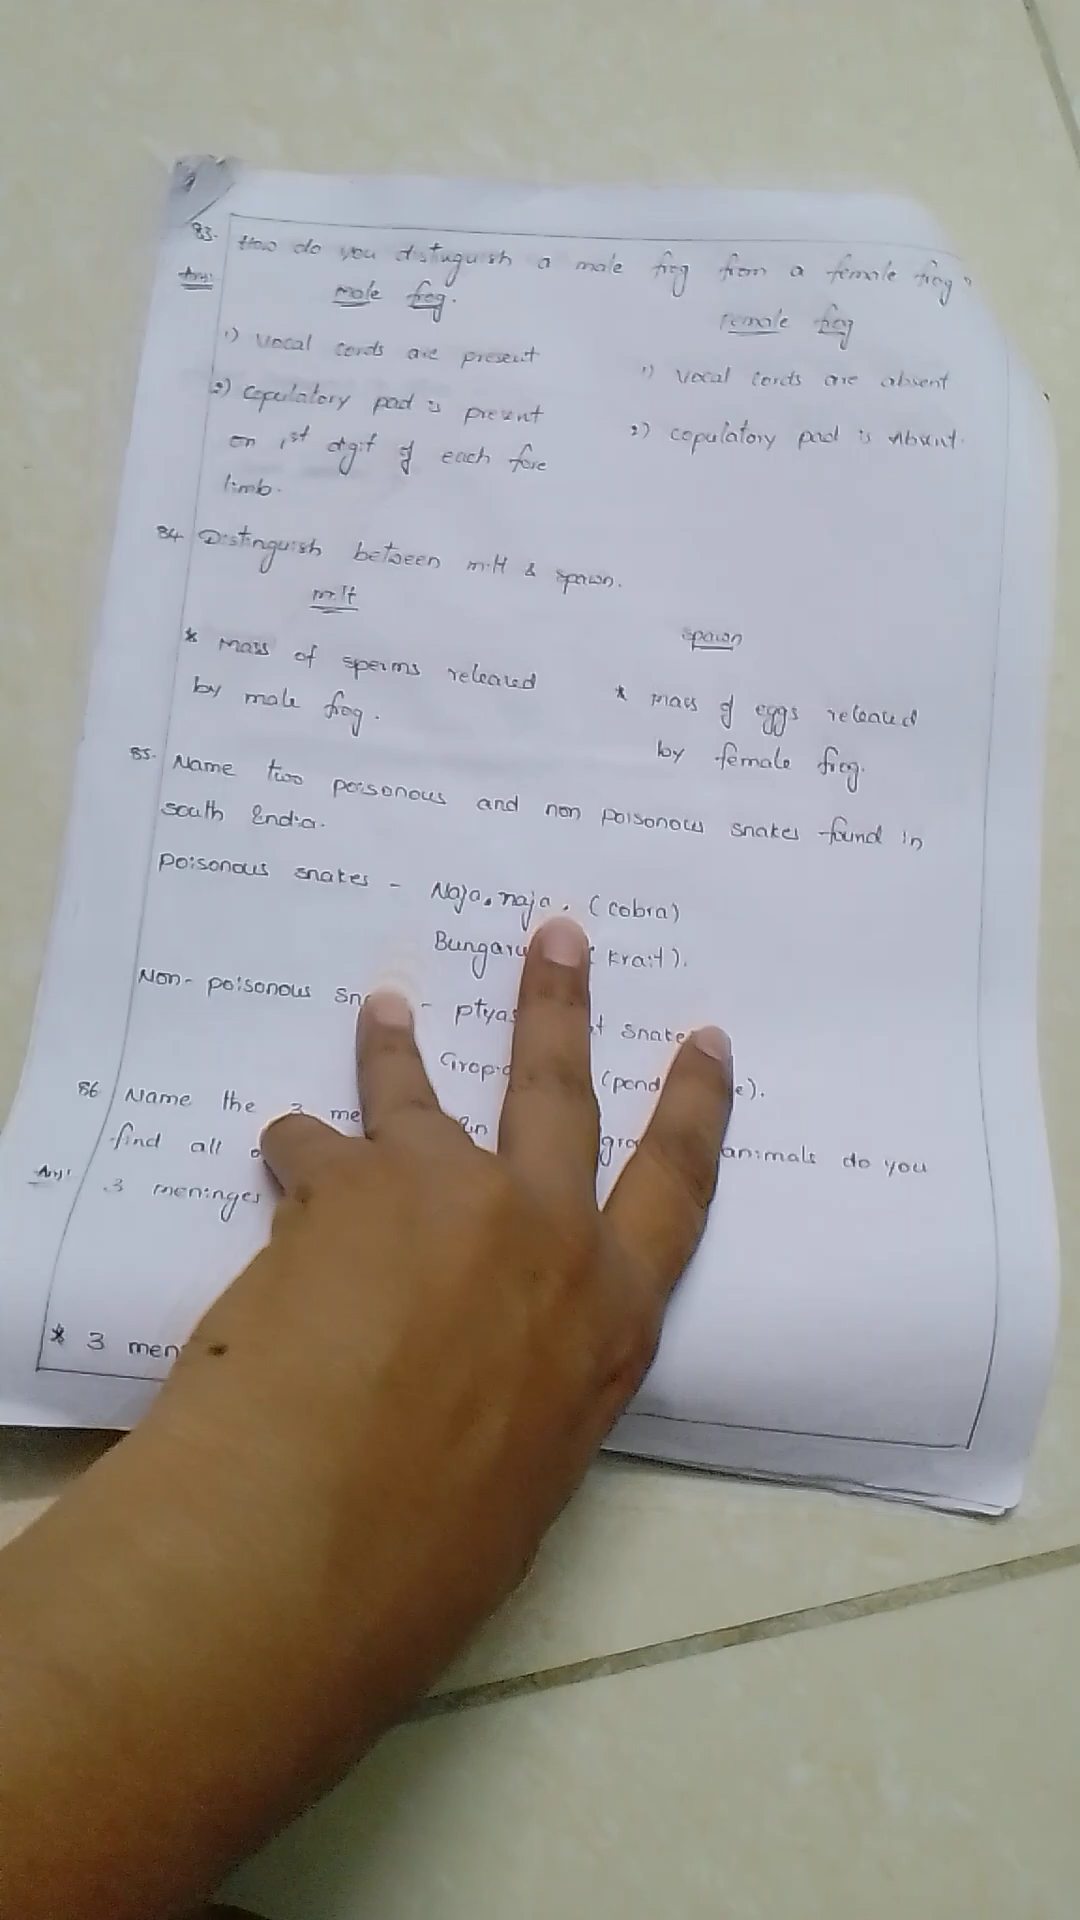 83. How do you distuguish a male frog from a female frog?
Ans:
male frog.
female frog
1) vocal cords are present
1) vocal cords are absent
2) copulatory pad is present
on 1st digit of each fore
limb.
2) copulatory pad is absent.
84. Distinguish between milt & spawn.
milt
spawn
* Mass of sperms released
by male frog.
* Mass of eggs released
by female frog.
85. Name two poisonous and non poisonous snakes found in
south India.
poisonous snakes - Naja naja. (cobra)
(Krait).
Non-poisonous - snake
(pond
86 Name the 3 animals do you
find all
Ans: 3 meninges
* 3